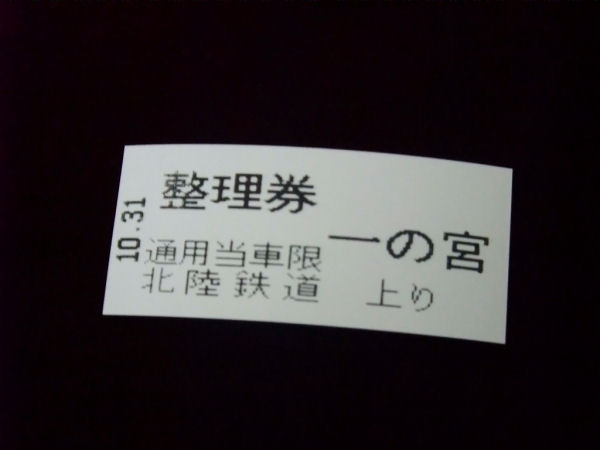 10.31
整理券
一の宮
通用当車限
北陸鉄道 上り